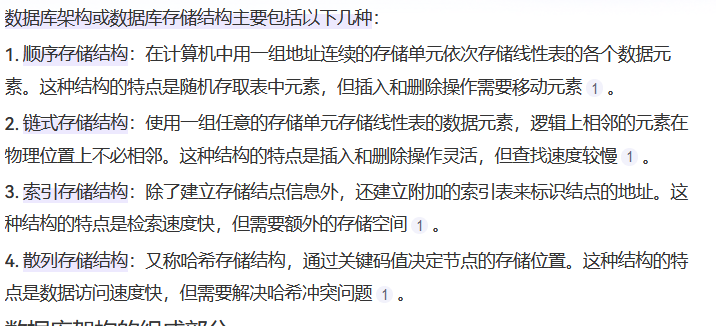 数据库架构或数据库存储结构主要包括以下几种：
1. 顺序存储结构：在计算机中用一组地址连续的存储单元依次存储线性表的各个数据元
素。这种结构的特点是随机存取表中元素，但插入和删除操作需要移动元素 1 。
2. 链式存储结构：使用一组任意的存储单元存储线性表的数据元素，逻辑上相邻的元素在
物理位置上不必相邻。这种结构的特点是插入和删除操作灵活，但查找速度较慢 1 。
3. 索引存储结构：除了建立存储结点信息外，还建立附加的索引表来标识结点的地址。这
种结构的特点是检索速度快，但需要额外的存储空间 1 。
4. 散列存储结构：又称哈希存储结构，通过关键码值决定节点的存储位置。这种结构的特
点是数据访问速度快，但需要解决哈希冲突问题 1 。
数据库架构的组成部分